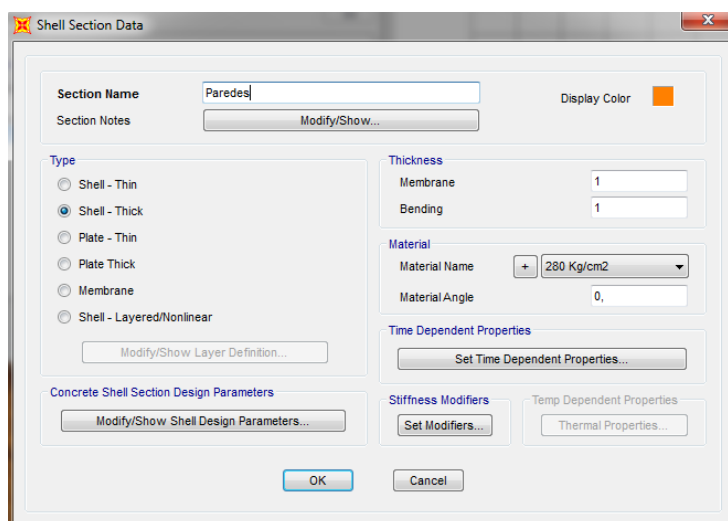 Shell Section Data
Section Name
Paredes
Display Color
Section Notes
Modify/Show...
Type
Shell - Thin
Shell - Thick
Plate - Thin
Plate Thick
Membrane
Shell - Layered/Nonlinear
Modify/Show Layer Definition...
Thickness
Membrane
1
Bending
1
Material
Material Name
+
280 Kg/cm2
Material Angle
0,
Time Dependent Properties
Set Time Dependent Properties...
Concrete Shell Section Design Parameters
Modify/Show Shell Design Parameters...
Stiffness Modifiers
Set Modifiers...
Temp Dependent Properties
Thermal Properties...
OK
Cancel